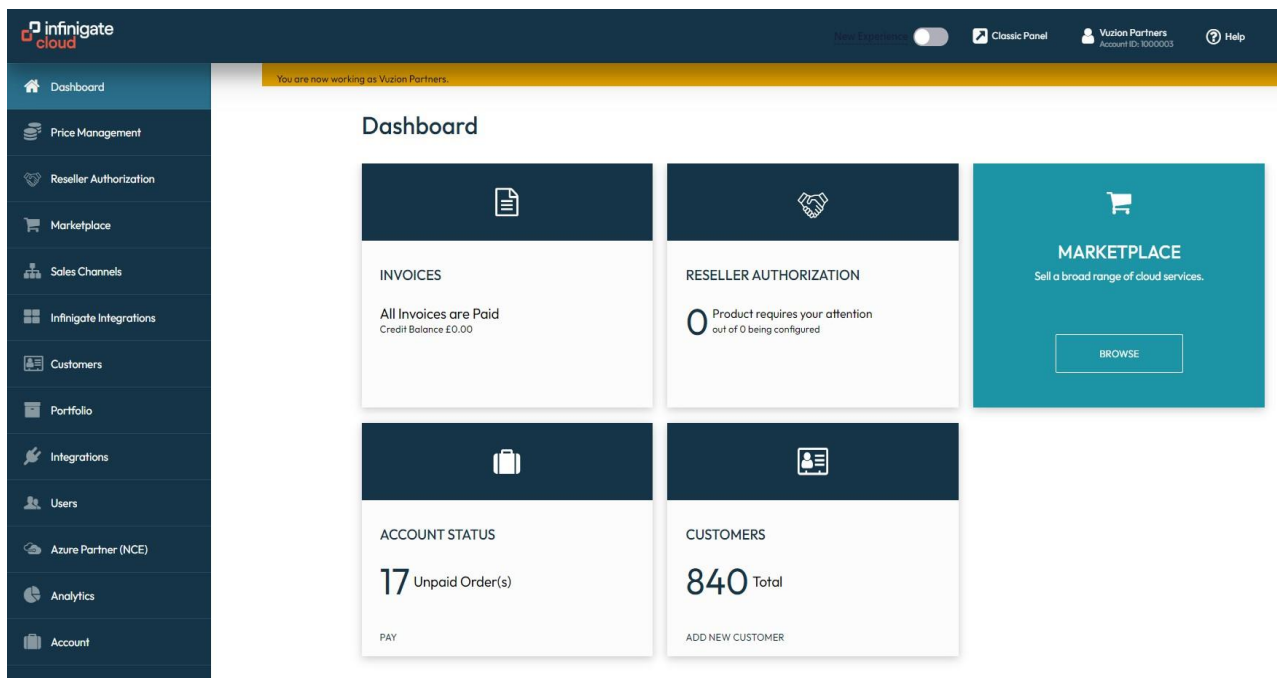 infinigate
cloud
New Experience
Classic Panel
Vuzion Partners
Account ID: 1000003
Help
You are now working as Vuzion Partners.
Dashboard
Price Management
Reseller Authorization
Marketplace
Sales Channels
Infinigate Integrations
Customers
Portfolio
Integrations
Users
Azure Partner (NCE)
Analytics
Account
Dashboard
INVOICES
All Invoices are Paid
Credit Balance £0.00
RESELLER AUTHORIZATION
0 Product requires your attention
out of 0 being configured
MARKETPLACE
Sell a broad range of cloud services.
BROWSE
ACCOUNT STATUS
17 Unpaid Order(s)
PAY
CUSTOMERS
840 Total
ADD NEW CUSTOMER